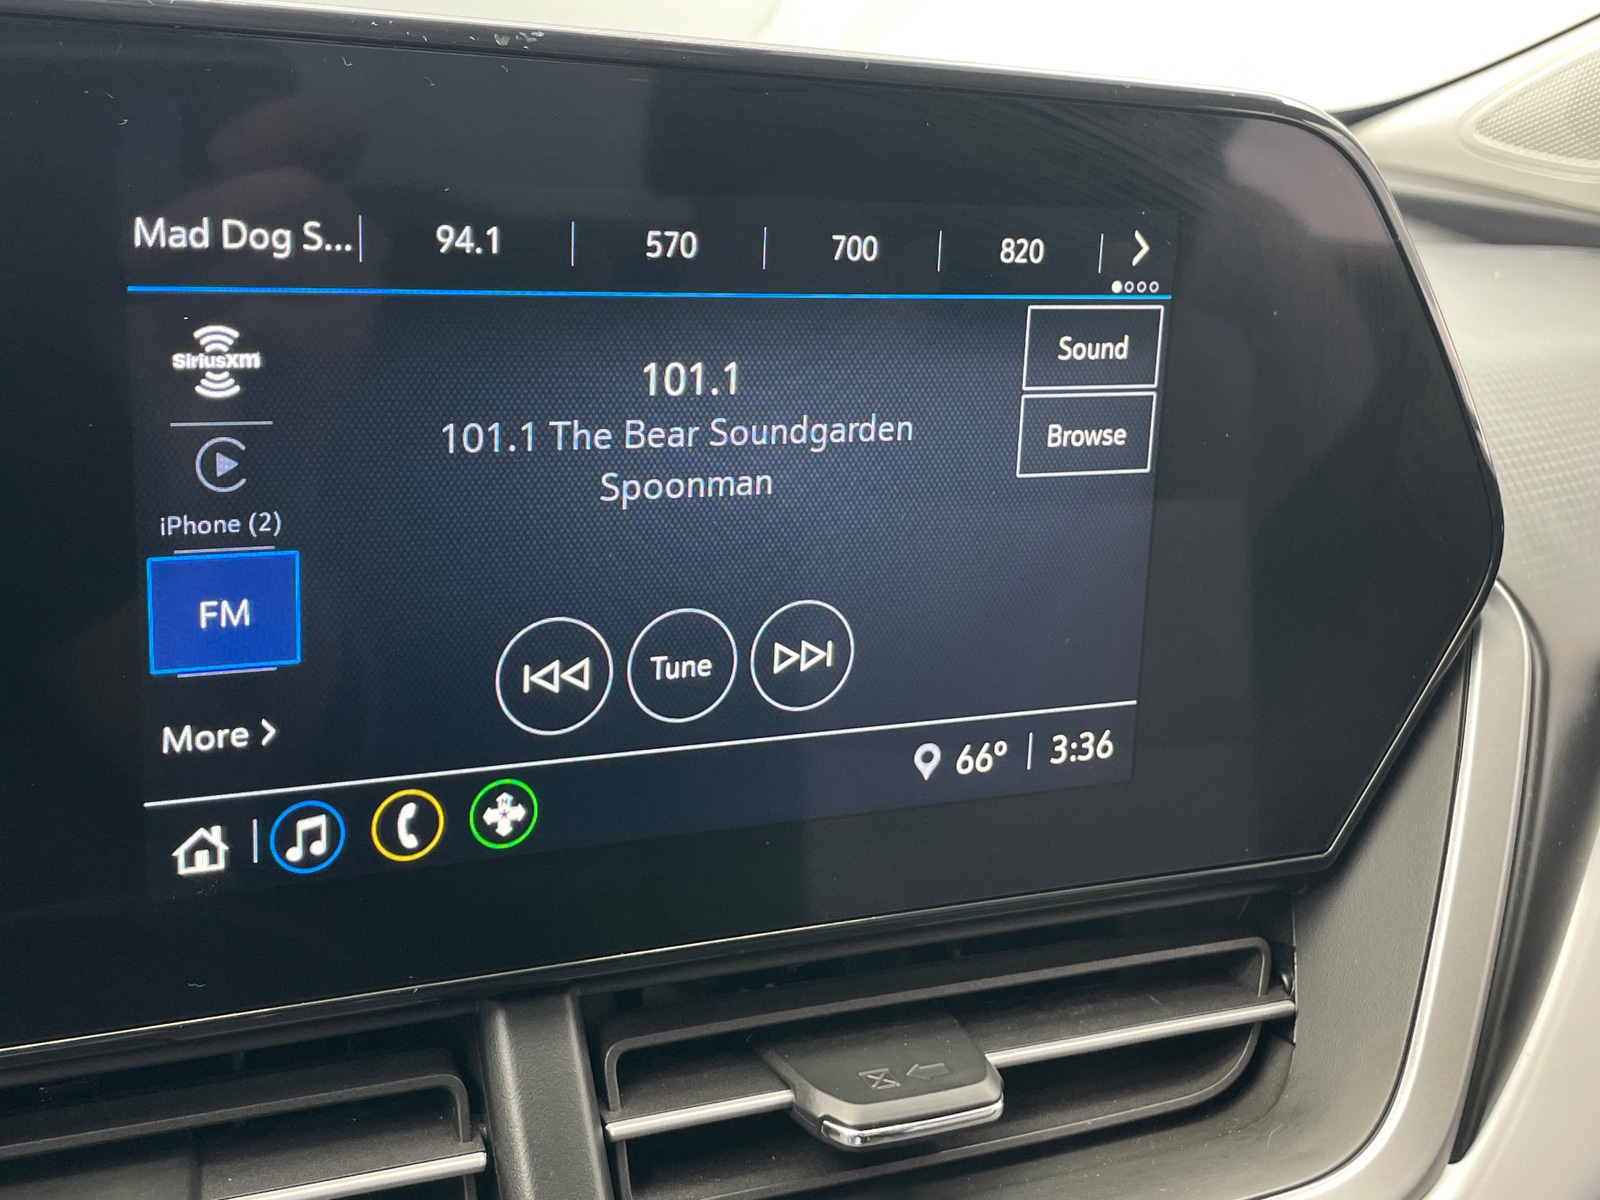 Mad Dog S... 94.1 570 700 820
SiriusXM
Sound
101.1
101.1 The Bear Soundgarden
Spoonman
Browse
iPhone (2)
FM
Tune
More
66° 3:36
N